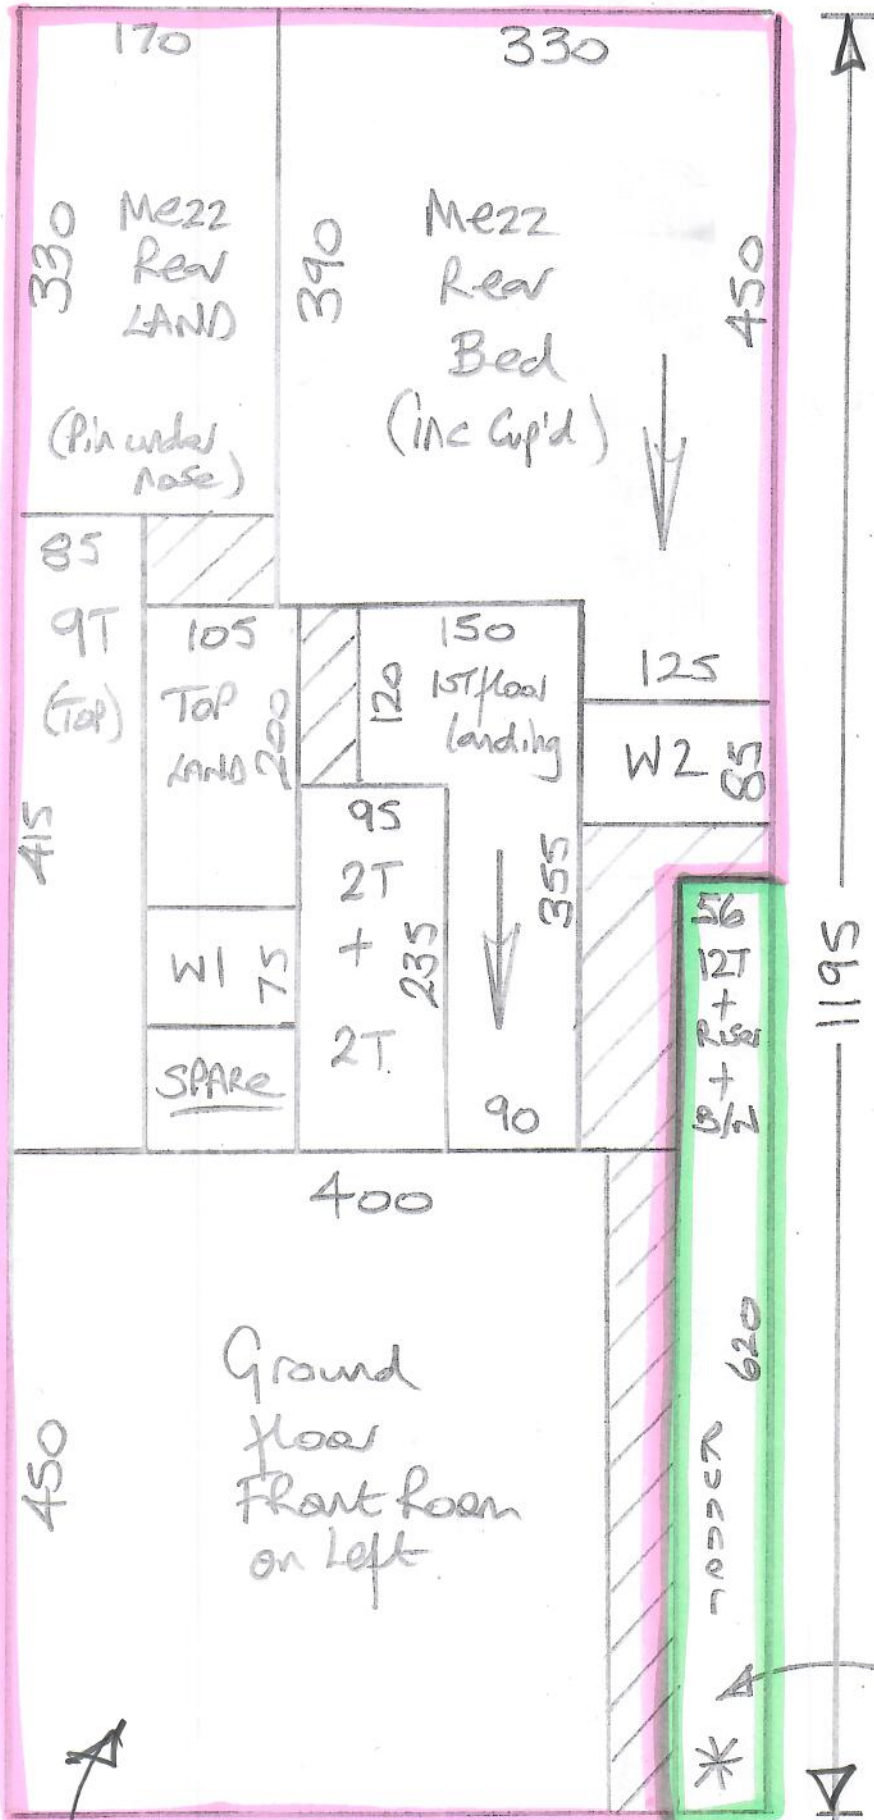 170
330
330
Mezz
Rear
LAND
(Pin under
nose)
390
Mezz
Rear
Bed
(inc Cup'd)
450
85
9T
(TOP)
415
105
TOP
LAND
200
120
150
1ST floor
landing
125
W2
85
95
2T
+
2T
235
355
90
W1
75
SPARE
56
12T
+
Riser
+
B/N
620
Runner
*
1195
400
450
Ground
floor
Front Room
on Left